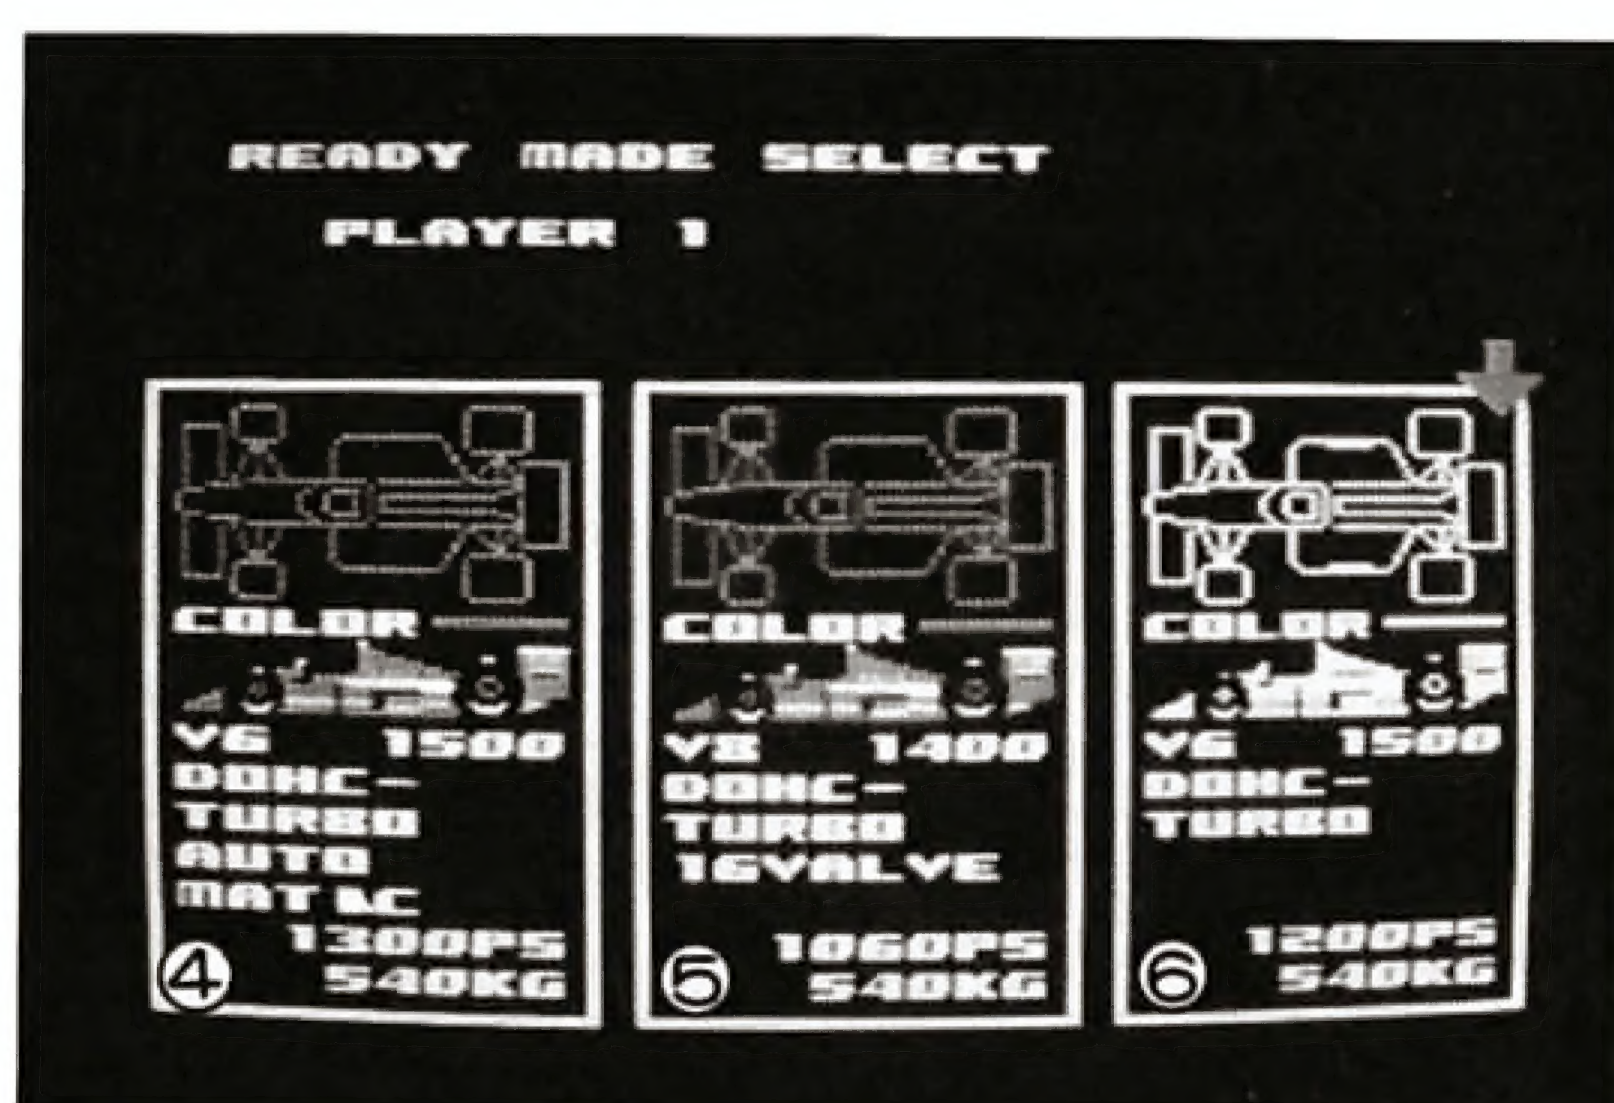 READY MADE SELECT
PLAYER 1
COLOR
V6 1500
DOHC-
TURBO
AUTO
MATIC
1300PS
④ 540KG
COLOR
V8 1400
DOHC-
TURBO
16VALVE
1060PS
⑤ 540KG
COLOR
V6 1500
DOHC-
TURBO
1200PS
⑥ 540KG